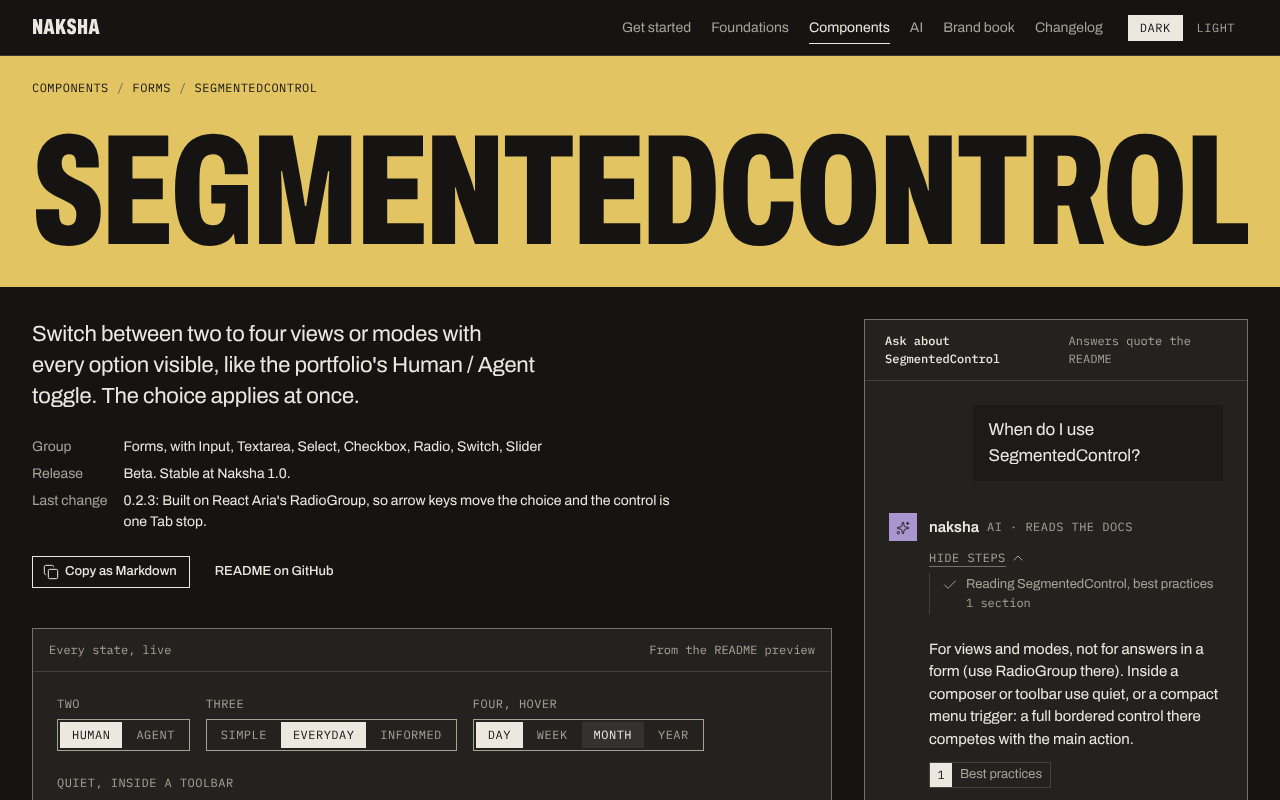 NAKSHA
Get started
Foundations
Components
AI
Brand book
Changelog
DARK
LIGHT
COMPONENTS / FORMS / SEGMENTEDCONTROL
SEGMENTEDCONTROL
Switch between two to four views or modes with
every option visible, like the portfolio's Human / Agent
toggle. The choice applies at once.
Group Forms, with Input, Textarea, Select, Checkbox, Radio, Switch, Slider
Release Beta. Stable at Naksha 1.0.
Last change 0.2.3: Built on React Aria's RadioGroup, so arrow keys move the choice and the control is
one Tab stop.
Copy as Markdown
README on GitHub
Every state, live
From the README preview
TWO
HUMAN AGENT
THREE
SIMPLE EVERYDAY INFORMED
FOUR, HOVER
DAY WEEK MONTH YEAR
QUIET, INSIDE A TOOLBAR
Ask about
SegmentedControl
Answers quote the
README
When do I use
SegmentedControl?
naksha AI · READS THE DOCS
HIDE STEPS
Reading SegmentedControl, best practices
1 section
For views and modes, not for answers in a
form (use RadioGroup there). Inside a
composer or toolbar use quiet, or a compact
menu trigger: a full bordered control there
competes with the main action.
1 Best practices